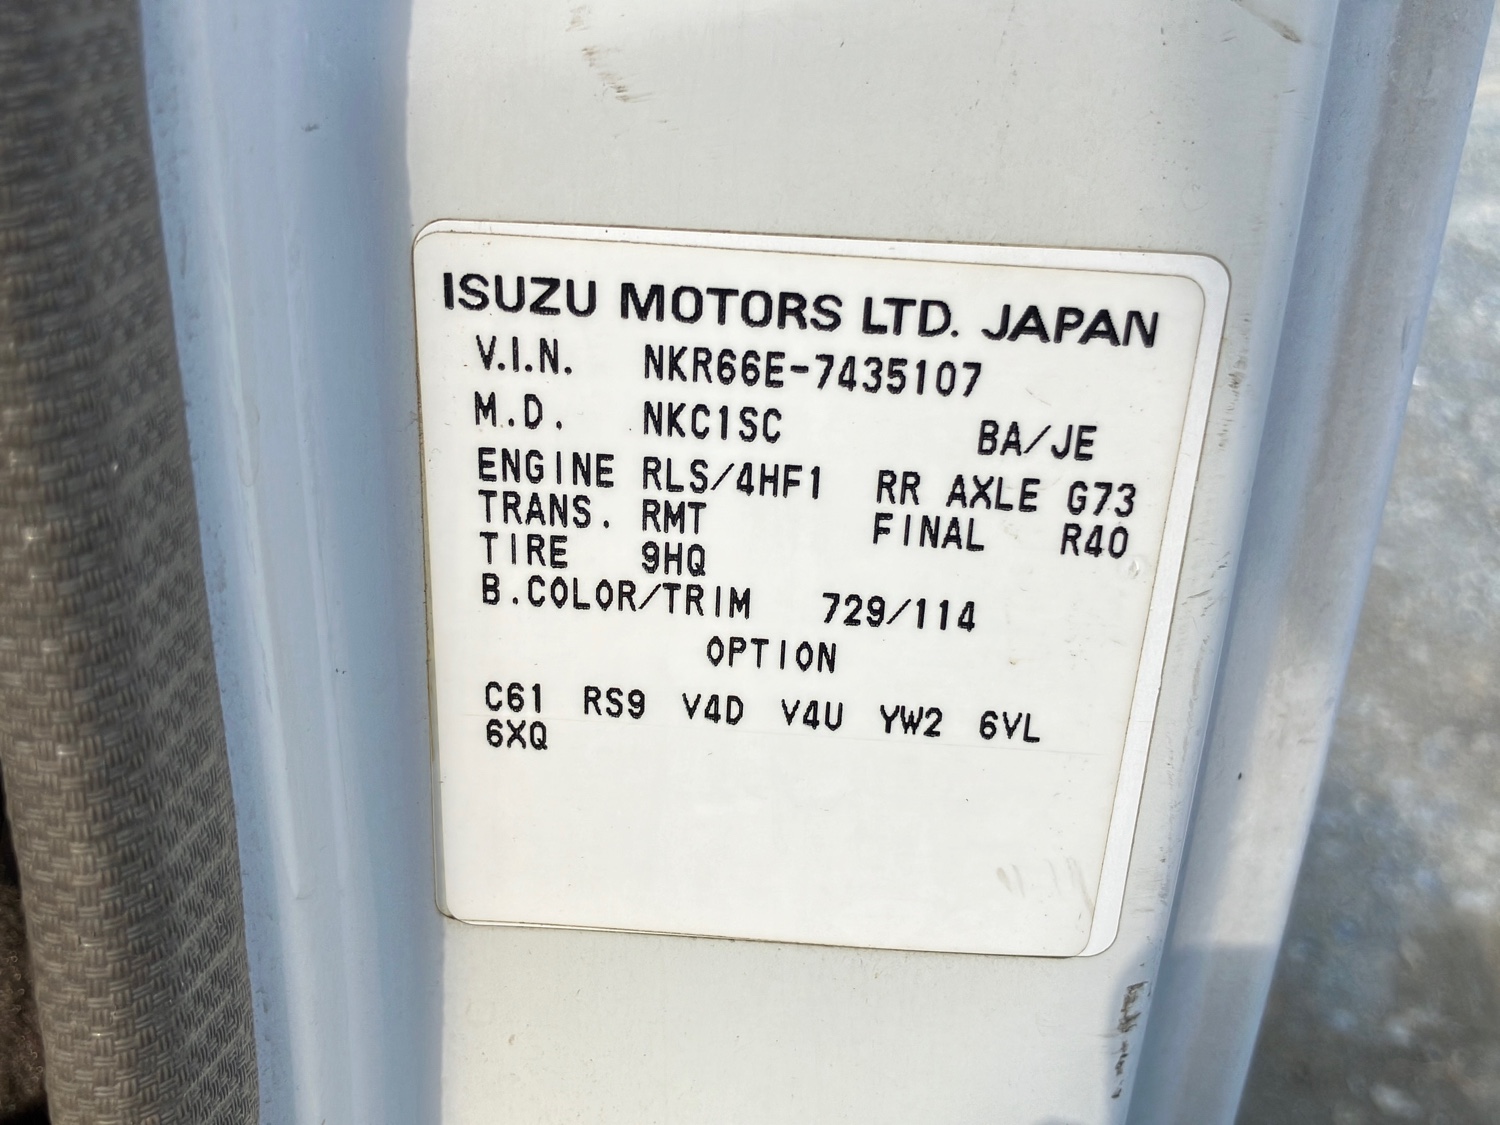 ISUZU MOTORS LTD. JAPAN
V.I.N. NKR66E-7435107
M.D. NKC1SC BA/JE
ENGINE RLS/4HF1 RR AXLE G73
TRANS. RMT FINAL R40
TIRE 9HQ
B.COLOR/TRIM 729/114
OPTION
C61 RS9 V4D V4U YW2 6VL
6XQ